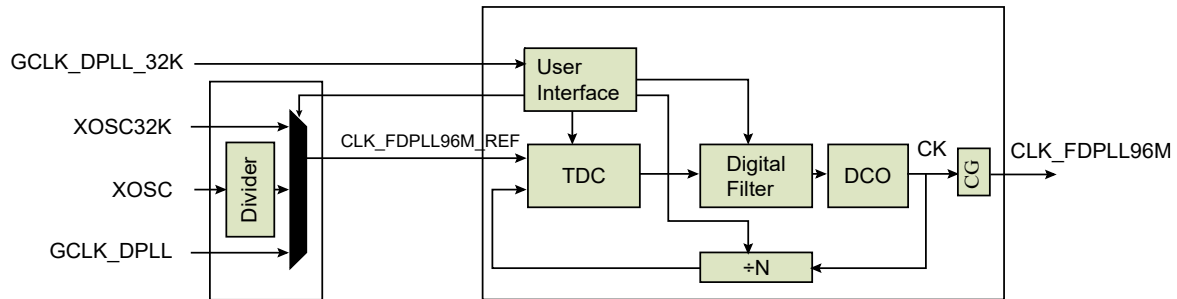 GCLK_DPLL_32K
User
Interface
XOSC32K
CLK_FDPLL96M_REF
CK
CLK_FDPLL96M
XOSC
Divider
TDC
Digital
Filter
DCO
CG
GCLK_DPLL
÷N